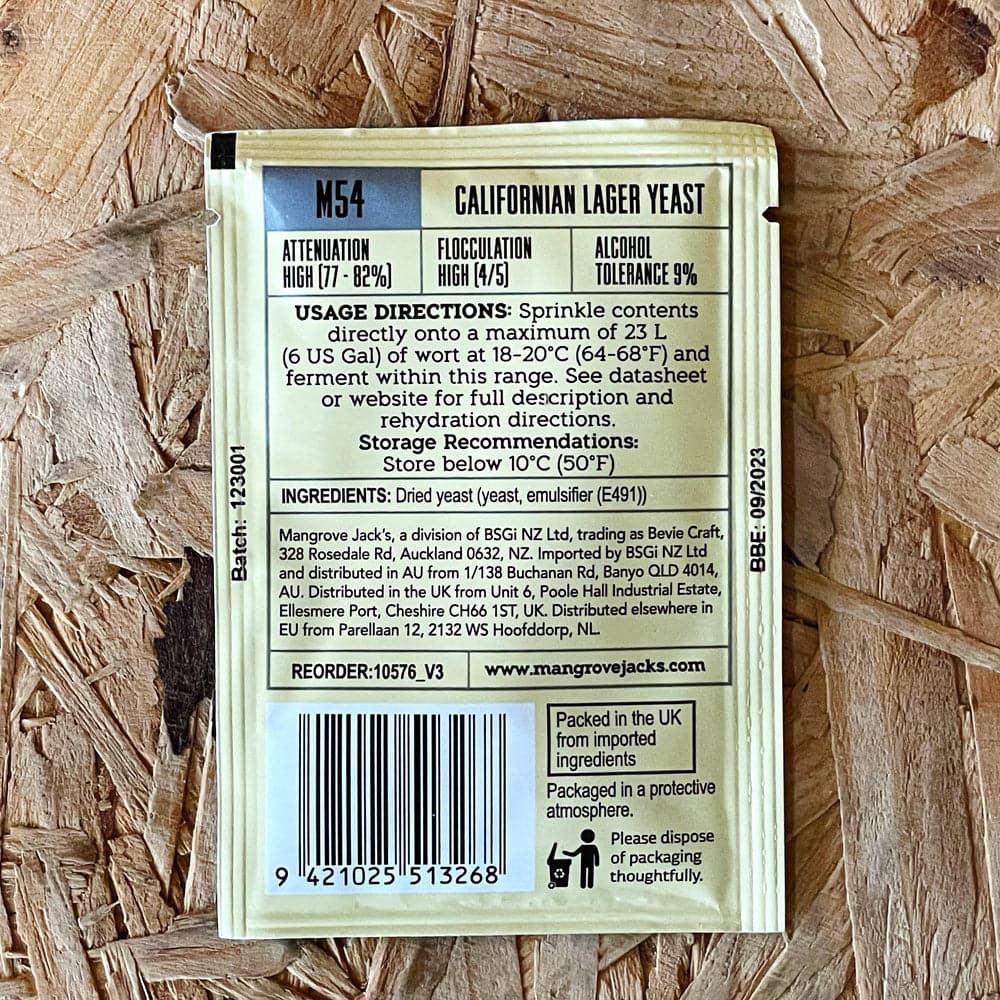 M54
CALIFORNIAN LAGER YEAST
ATTENUATION
HIGH (77 - 82%)
FLOCCULATION
HIGH (4/5)
ALCOHOL
TOLERANCE 9%
USAGE DIRECTIONS: Sprinkle contents
directly onto a maximum of 23 L
(6 US Gal) of wort at 18-20°C (64-68°F) and
ferment within this range. See datasheet
or website for full description and
rehydration directions.
Storage Recommendations:
Store below 10°C (50°F)
INGREDIENTS: Dried yeast (yeast, emulsifier (E491))
Mangrove Jack's, a division of BSGi NZ Ltd, trading as Bevie Craft,
328 Rosedale Rd, Auckland 0632, NZ. Imported by BSGi NZ Ltd
and distributed in AU from 1/138 Buchanan Rd, Banyo QLD 4014,
AU. Distributed in the UK from Unit 6, Poole Hall Industrial Estate,
Ellesmere Port, Cheshire CH66 1ST, UK. Distributed elsewhere in
EU from Parellaan 12, 2132 WS Hoofddorp, NL.
REORDER:10576_V3
www.mangrovejacks.com
Packed in the UK
from imported
ingredients
Packaged in a protective
atmosphere.
Please dispose
of packaging
thoughtfully.
9 421025 513268
Batch: 123001
BBE: 09/2023